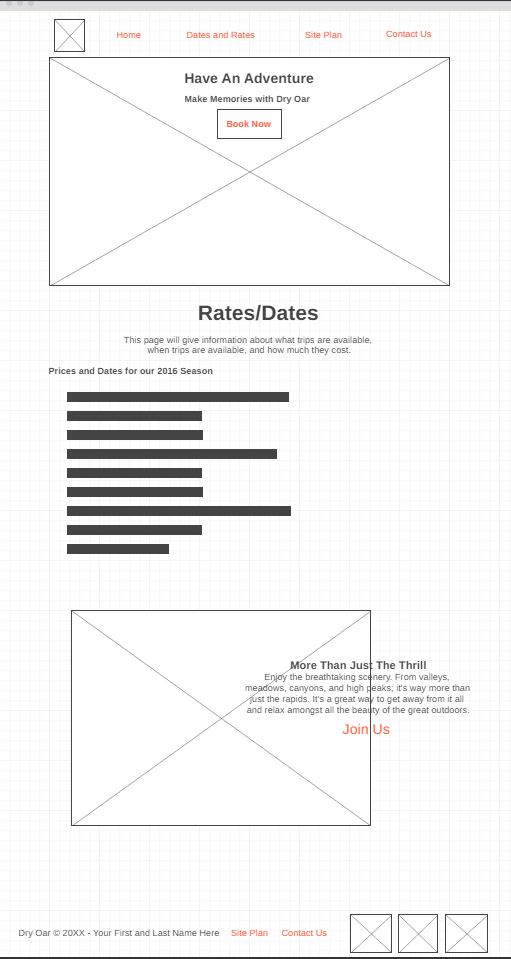 Home Dates and Rates Site Plan Contact Us
Have An Adventure
Make Memories with Dry Oar
Book Now
Rates/Dates
This page will give information about what trips are available,
when trips are available, and how much they cost.
Prices and Dates for our 2016 Season
More Than Just The Thrill
Enjoy the breathtaking scenery. From valleys,
meadows, canyons, and high peaks; it's way more than
just the rapids. It's a great way to get away from it all
and relax amongst all the beauty of the great outdoors.
Join Us
Dry Oar © 20XX - Your First and Last Name Here Site Plan Contact Us